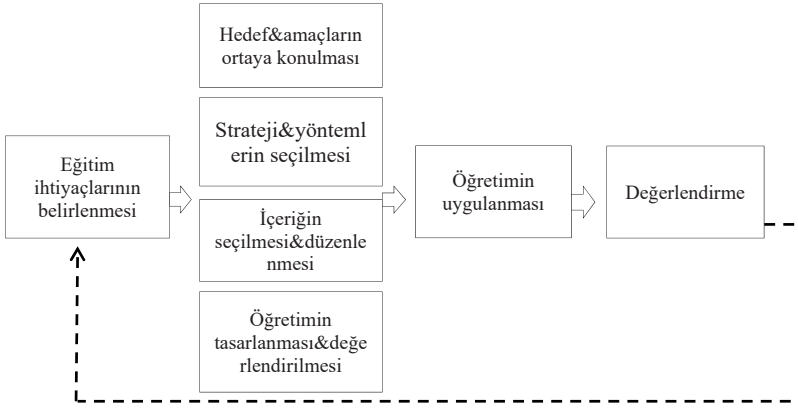 Eğitim
ihtiyaçlarının
belirlenmesi
Hedef&amaçların
ortaya konulması
Strateji&yönteml
erin seçilmesi
İçeriğin
seçilmesi&düzenle
nmesi
Öğretimin
tasarlanması&değe
rlendirilmesi
Öğretimin
uygulanması
Değerlendirme